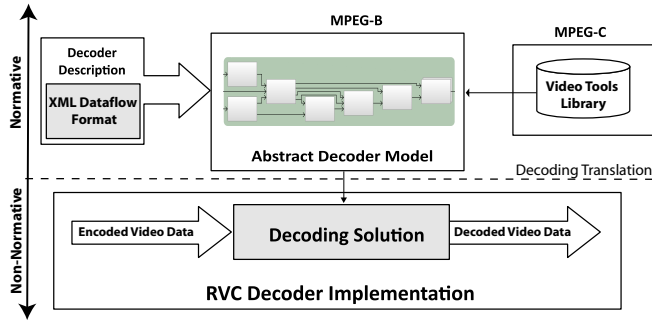 MPEG-B
MPEG-C
Normative
Decoder
Description
XML Dataflow
Format
Video Tools
Library
Abstract Decoder Model
Decoding Translation
Non-Normative
Encoded Video Data
Decoding Solution
Decoded Video Data
RVC Decoder Implementation